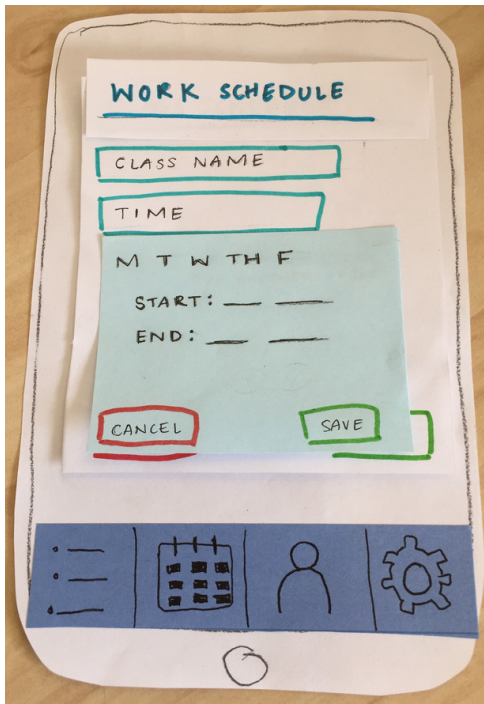 WORK SCHEDULE
CLASS NAME
TIME
M T W TH F
START:
END:
CANCEL
SAVE